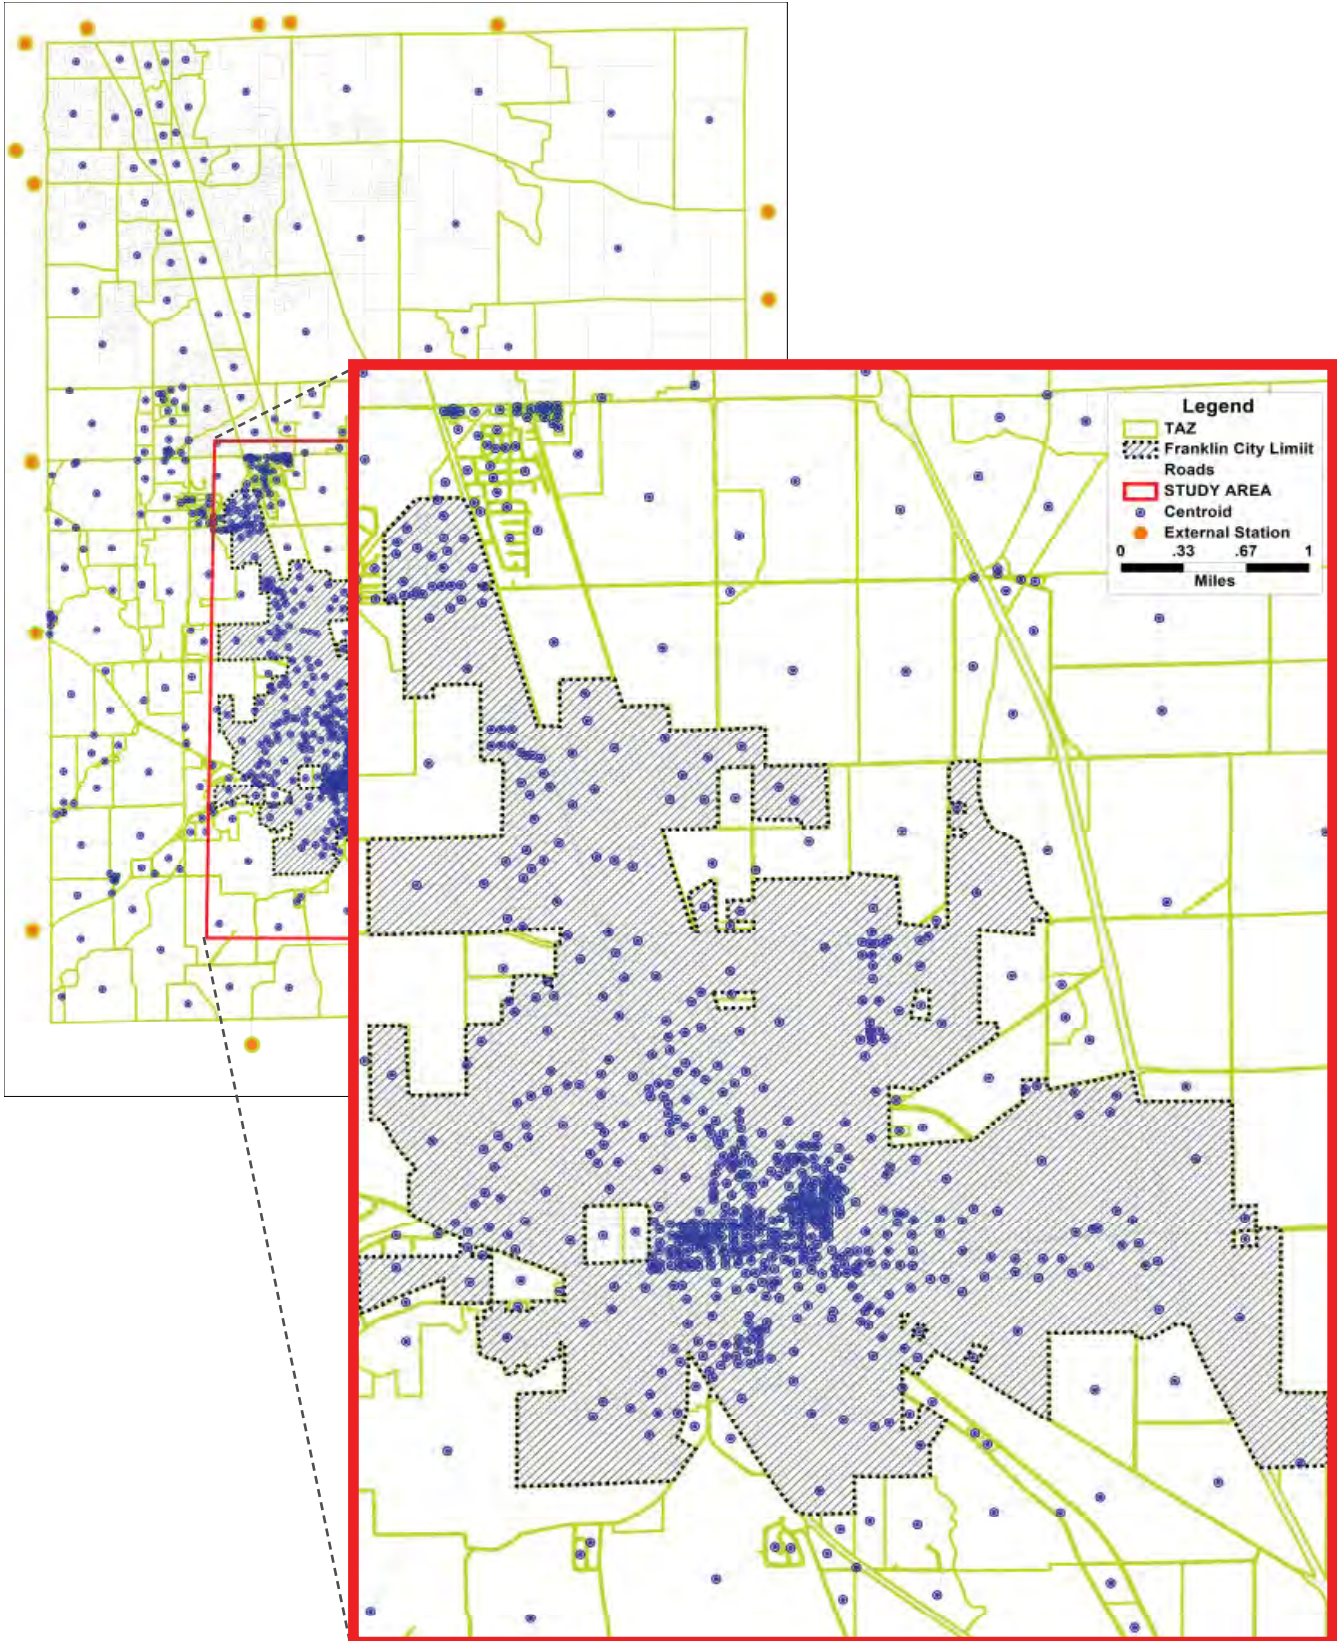 Legend
TAZ
Franklin City Limiit
Roads
STUDY AREA
Centroid
External Station
0 .33 .67 1
Miles